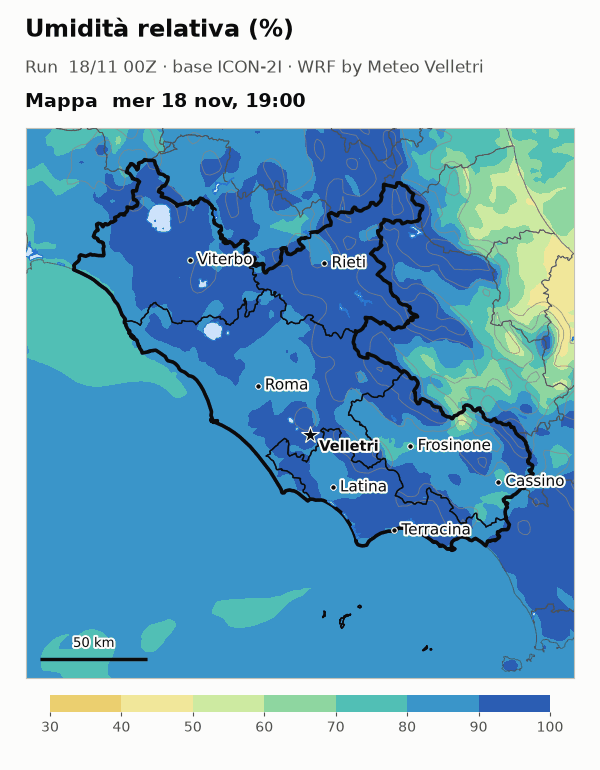 Umidità relativa (%)
Run  18/11 00Z · base ICON-2I · WRF by Meteo Velletri
Mappa  mer 18 nov, 19:00
Viterbo
Rieti
Roma
Velletri
Frosinone
Latina
Cassino
Terracina
50 km
30 40 50 60 70 80 90 100